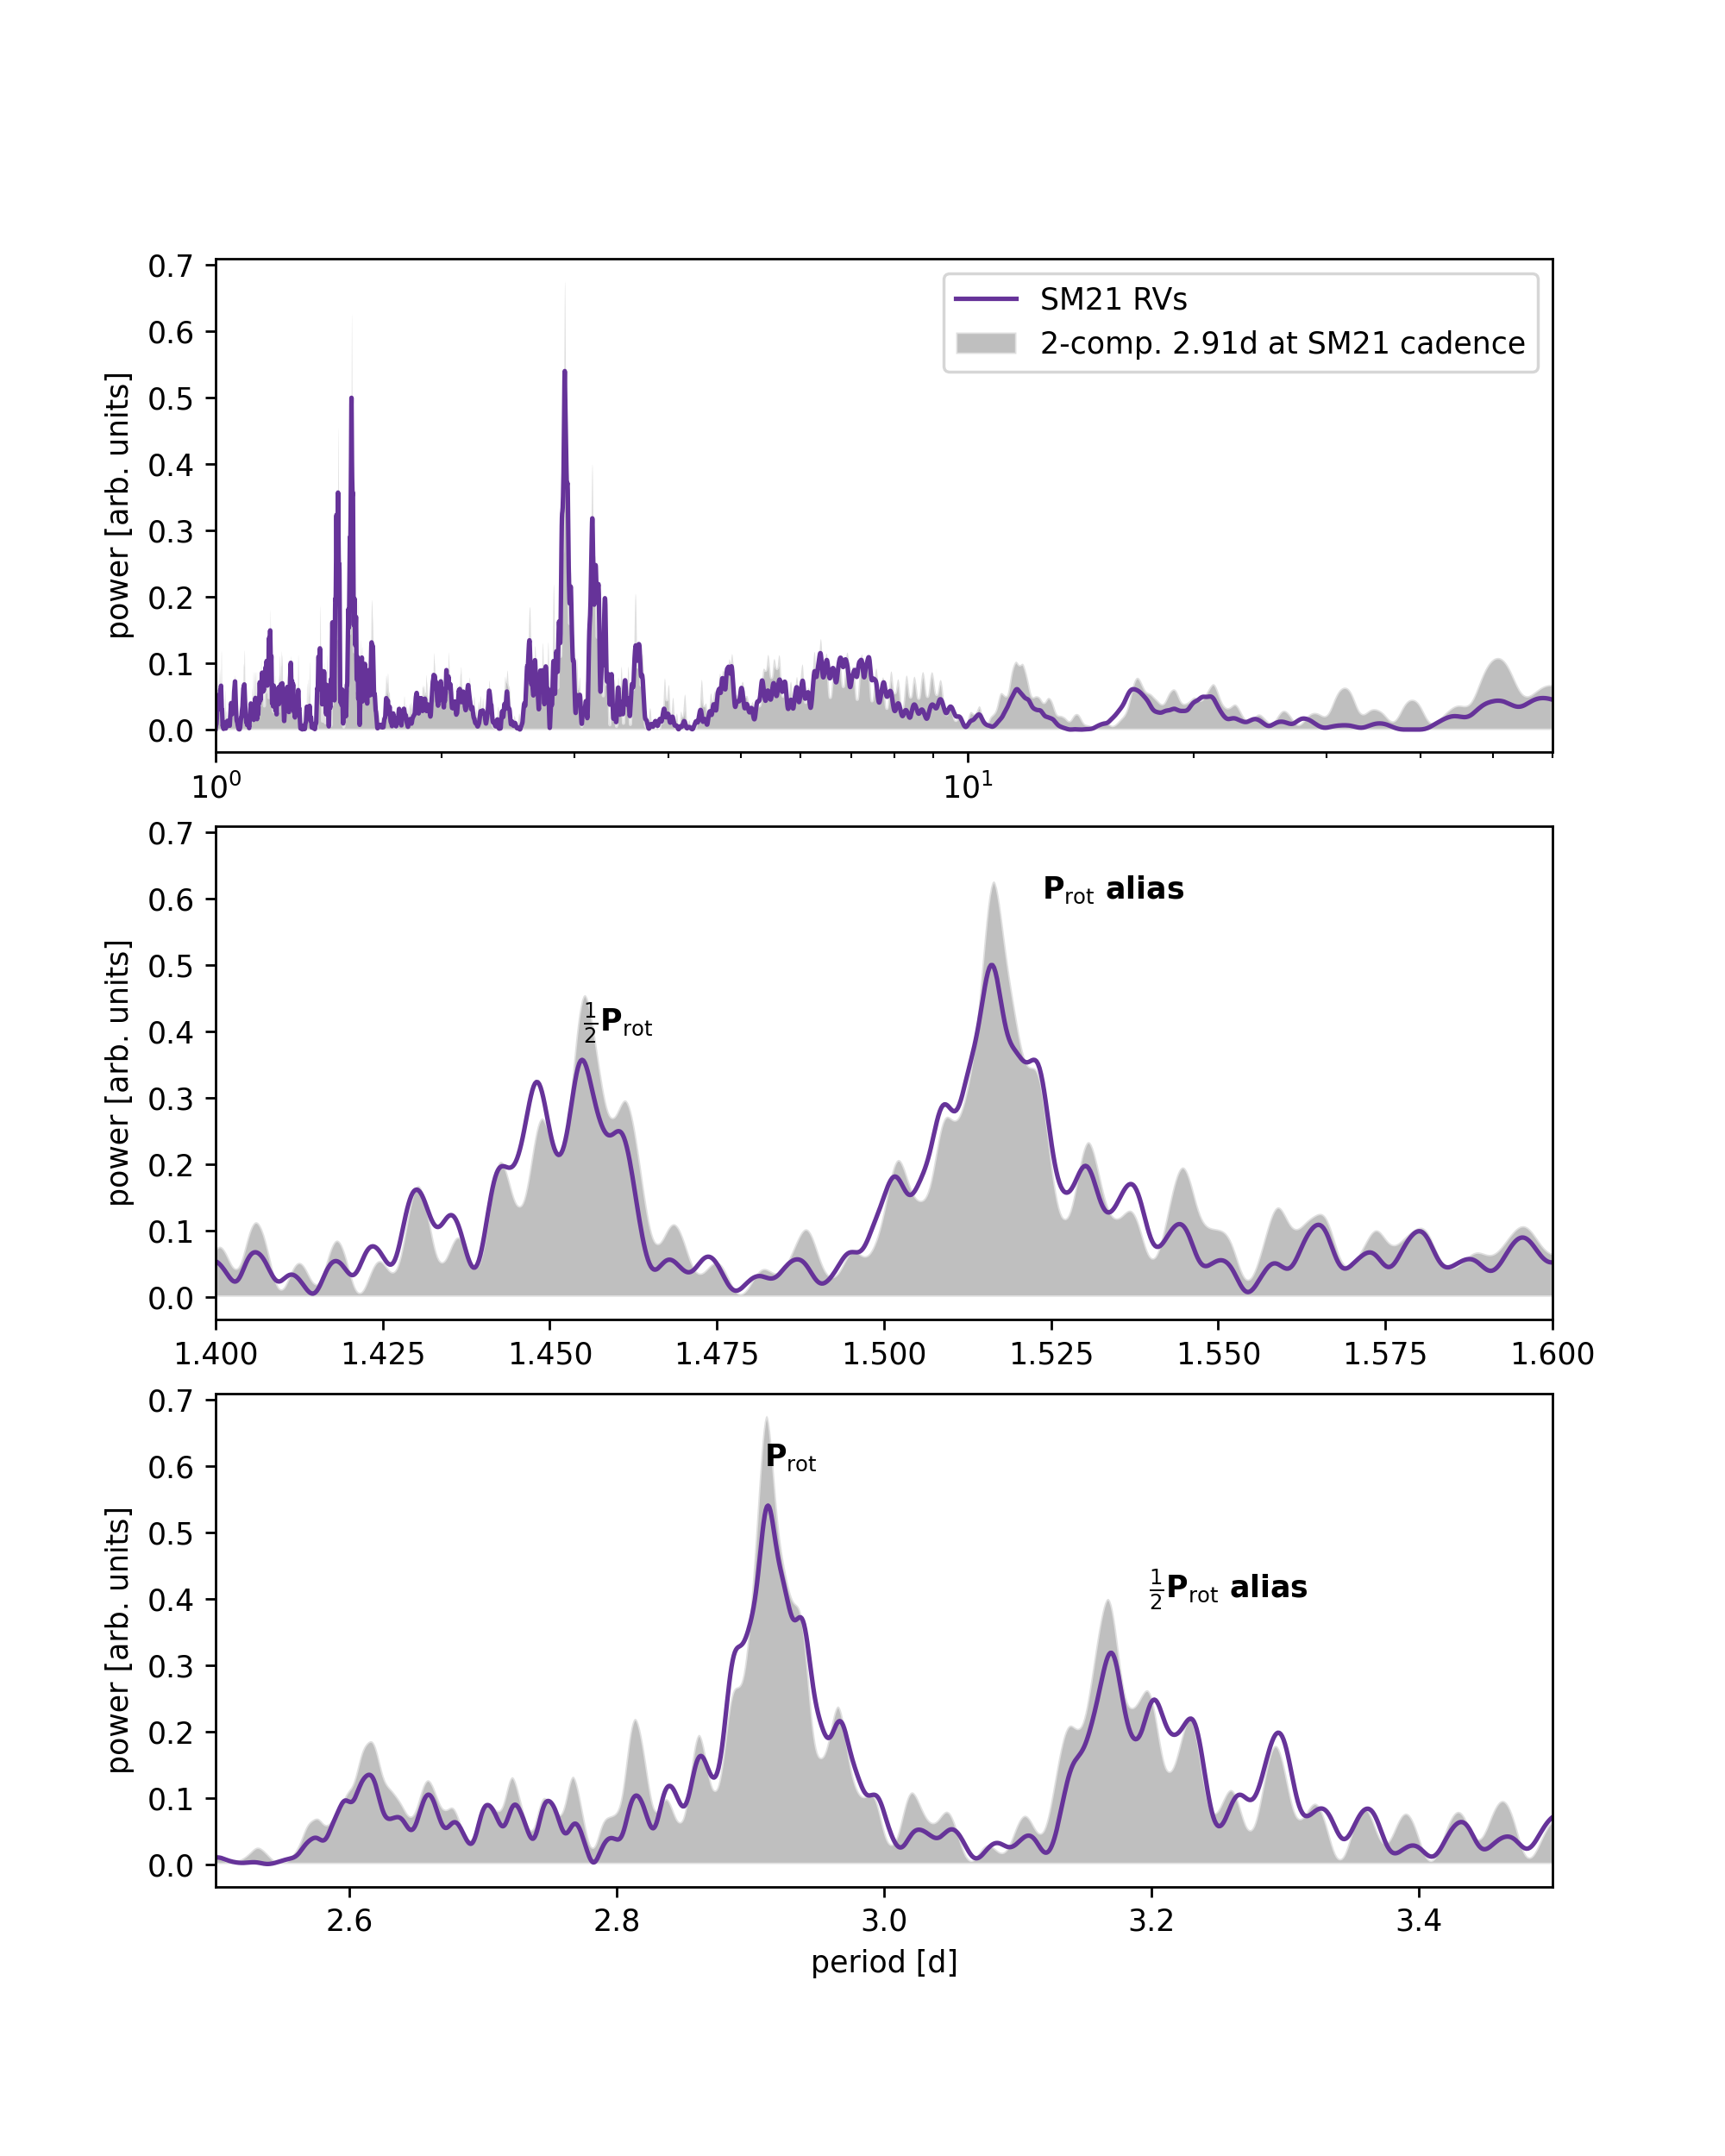 power [arb. units]
0.7
0.6
0.5
0.4
0.3
0.2
0.1
0.0
SM21 RVs
2-comp. 2.91d at SM21 cadence
10⁰ 10¹
power [arb. units]
0.7
0.6
0.5
0.4
0.3
0.2
0.1
0.0
P_rot alias
½P_rot
1.400 1.425 1.450 1.475 1.500 1.525 1.550 1.575 1.600
power [arb. units]
0.7
0.6
0.5
0.4
0.3
0.2
0.1
0.0
P_rot
½P_rot alias
2.6 2.8 3.0 3.2 3.4
period [d]